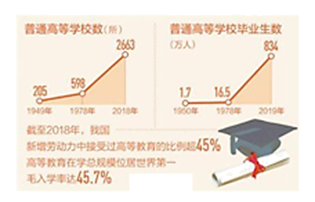 普通高等学校数(所)
2663
598
205
1949年 1978年 2018年
普通高等学校毕业生数
(万人)
834
16.5
1.7
1950年 1978年 2019年
截至2018年，我国
新增劳动力中接受过高等教育的比例超45%
高等教育在学总规模位居世界第一
毛入学率达45.7%